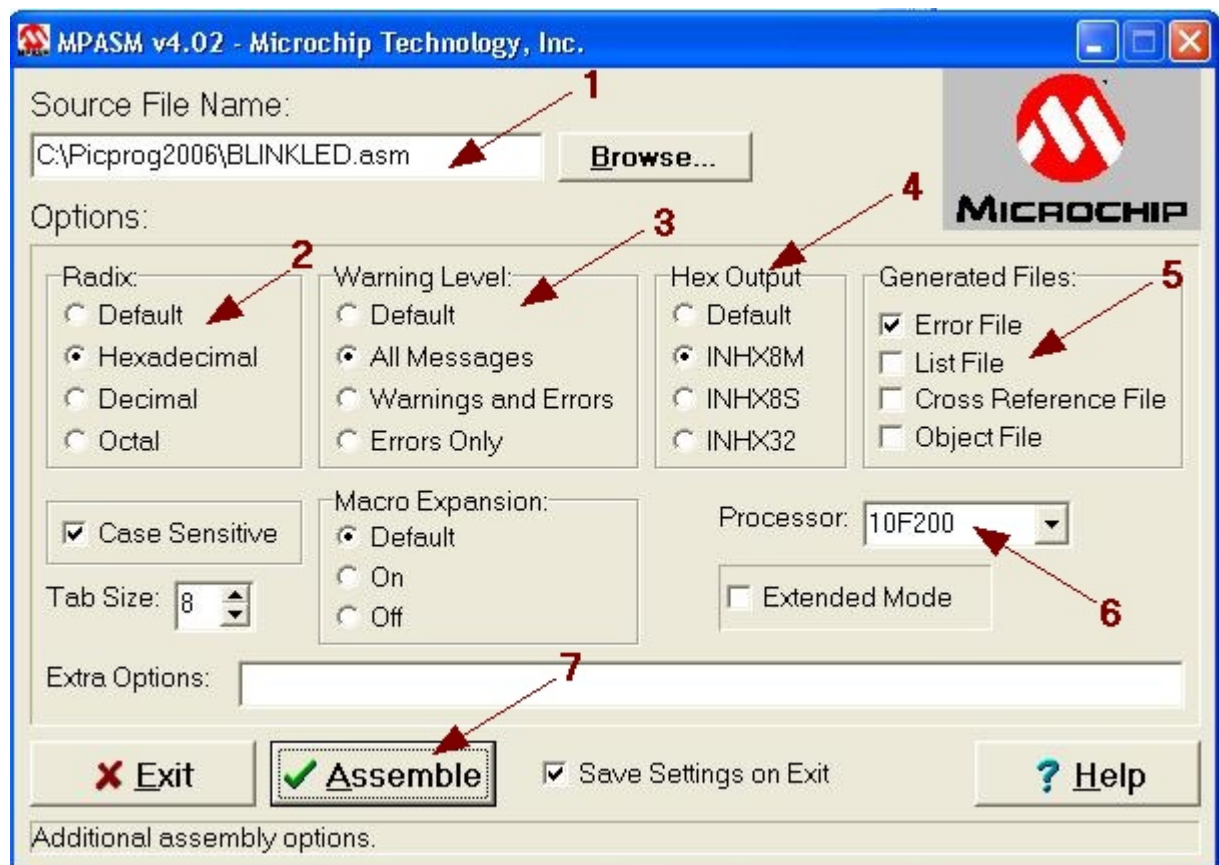 MPASM v4.02 - Microchip Technology, Inc.
1
Source File Name:
C:\Picprog2006\BLINKLED.asm
Browse...
MICROCHIP
Options:
2
3
4
5
Radix:
Default
Hexadecimal
Decimal
Octal
Warning Level:
Default
All Messages
Warnings and Errors
Errors Only
Hex Output
Default
INHX8M
INHX8S
INHX32
Generated Files:
Error File
List File
Cross Reference File
Object File
Case Sensitive
Tab Size: 8
Macro Expansion:
Default
On
Off
Processor: 10F200
Extended Mode
6
7
Extra Options:
Exit
Assemble
Save Settings on Exit
? Help
Additional assembly options.